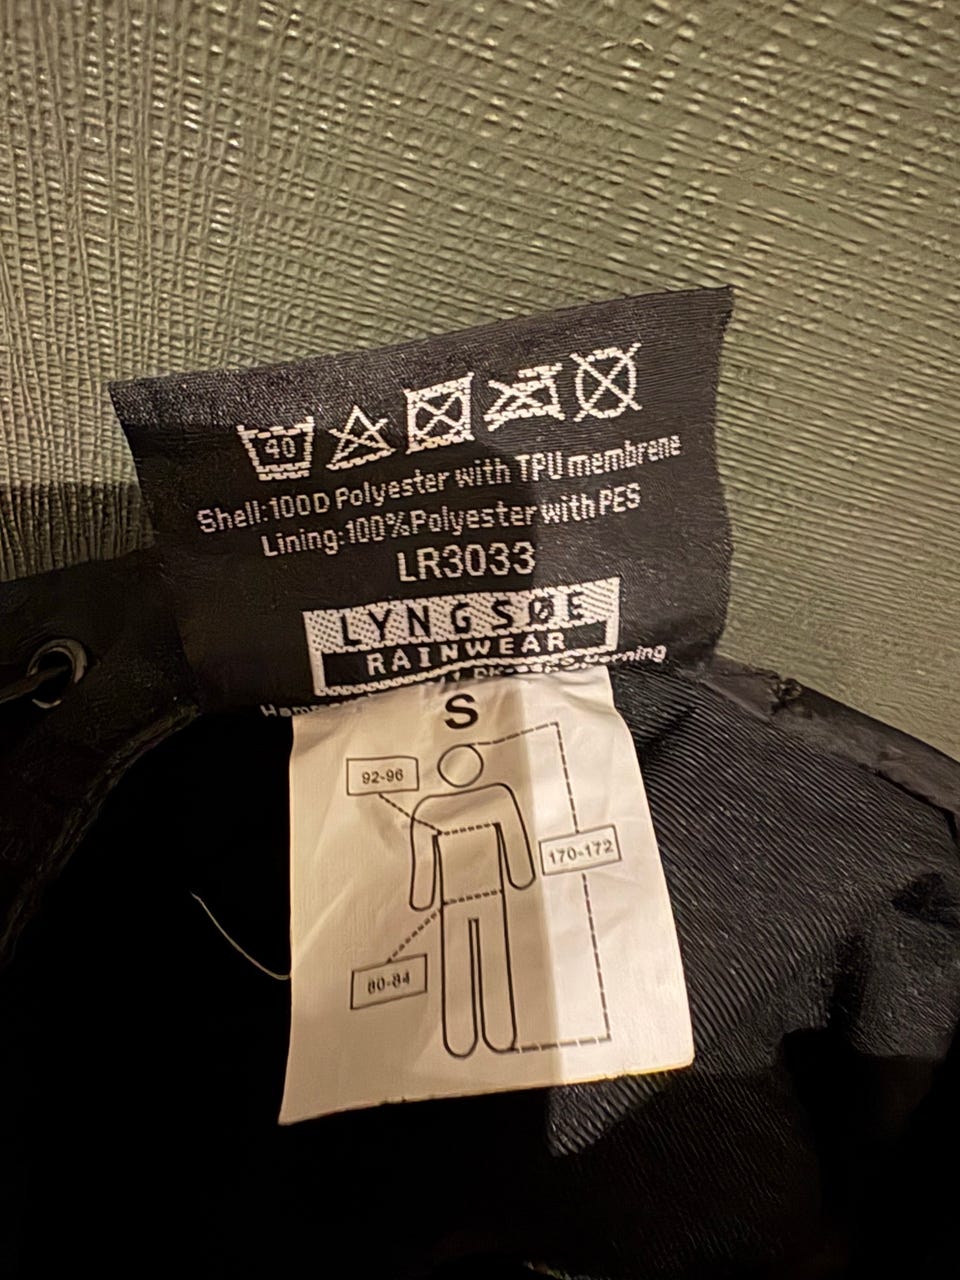 40
Shell:100D Polyester with TPU membrene
Lining:100%Polyester with PES
LR3033
LYNGSØE
RAINWEAR
S
92-96
170-172
80-84